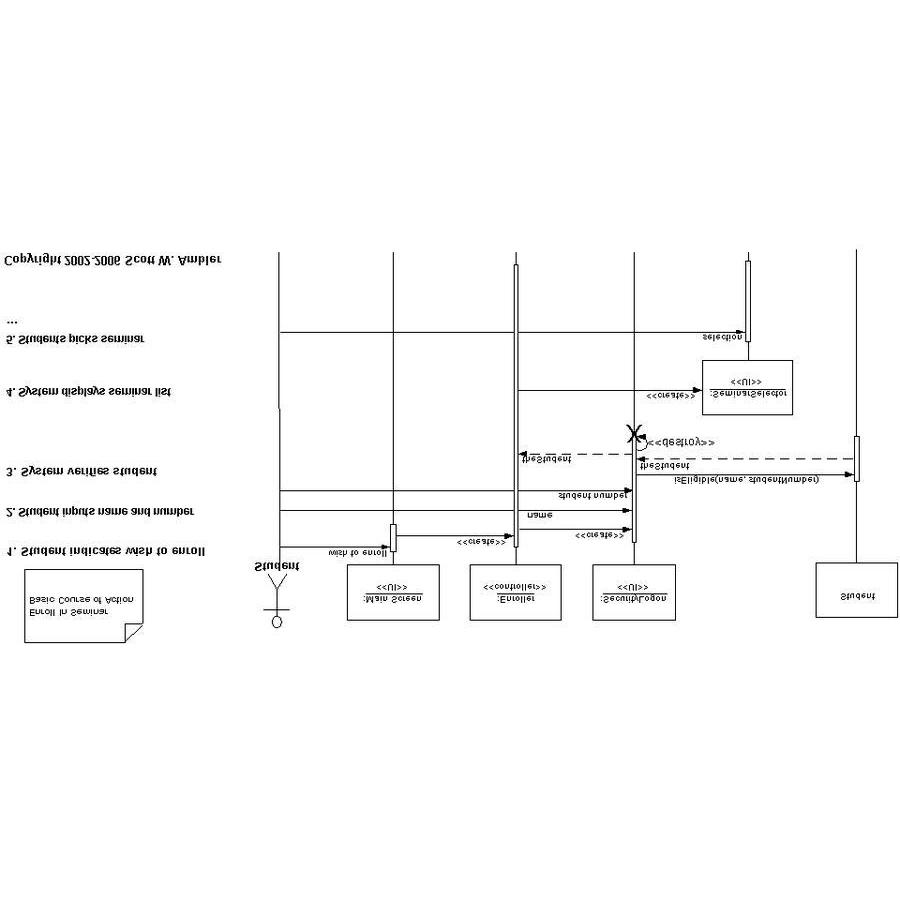 Enroll In Seminar
Basic Course of Action
Student
:Main Screen
<<UI>>
:Enroller
<<controller>>
:SecurityLogon
<<UI>>
Student
1. Student indicates wish to enroll
wish to enroll
<<create>>
<<create>>
2. Student inputs name and number
name
student number
3. System verifies student
isEligible(name, studentNumber)
theStudent
theStudent
<<destroy>>
4. System displays seminar list
<<create>>
:SeminarSelector
<<UI>>
5. Students picks seminar
selection
...
Copyright 2002-2006 Scott W. Ambler